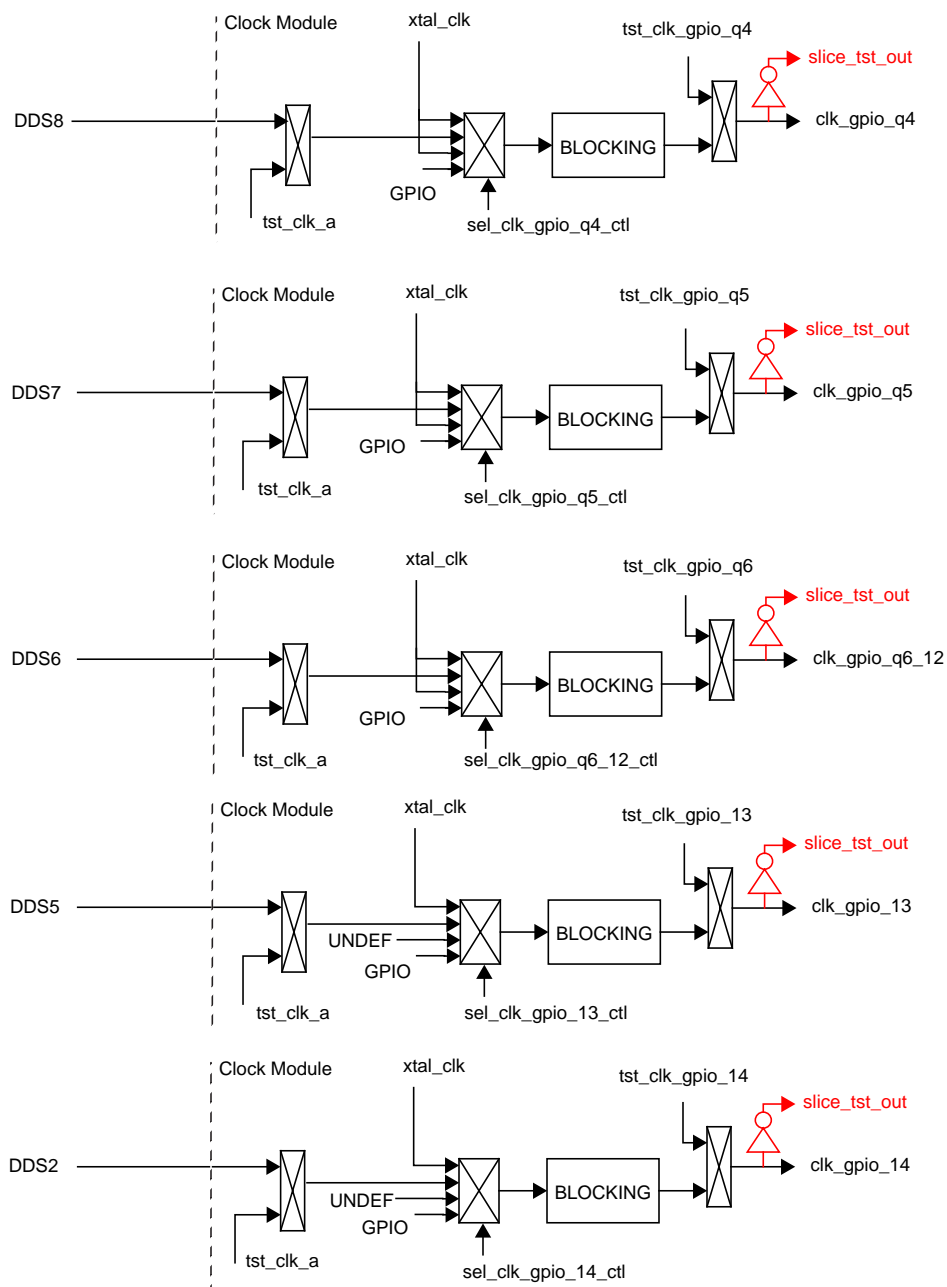 Clock Module
xtal_clk
tst_clk_gpio_q4
slice_tst_out
DDS8
clk_gpio_q4
BLOCKING
GPIO
tst_clk_a
sel_clk_gpio_q4_ctl
Clock Module
xtal_clk
tst_clk_gpio_q5
slice_tst_out
DDS7
clk_gpio_q5
BLOCKING
GPIO
tst_clk_a
sel_clk_gpio_q5_ctl
Clock Module
xtal_clk
tst_clk_gpio_q6
slice_tst_out
DDS6
clk_gpio_q6_12
BLOCKING
GPIO
tst_clk_a
sel_clk_gpio_q6_12_ctl
Clock Module
xtal_clk
tst_clk_gpio_13
slice_tst_out
DDS5
clk_gpio_13
BLOCKING
UNDEF
GPIO
tst_clk_a
sel_clk_gpio_13_ctl
Clock Module
xtal_clk
tst_clk_gpio_14
slice_tst_out
DDS2
clk_gpio_14
BLOCKING
UNDEF
GPIO
tst_clk_a
sel_clk_gpio_14_ctl